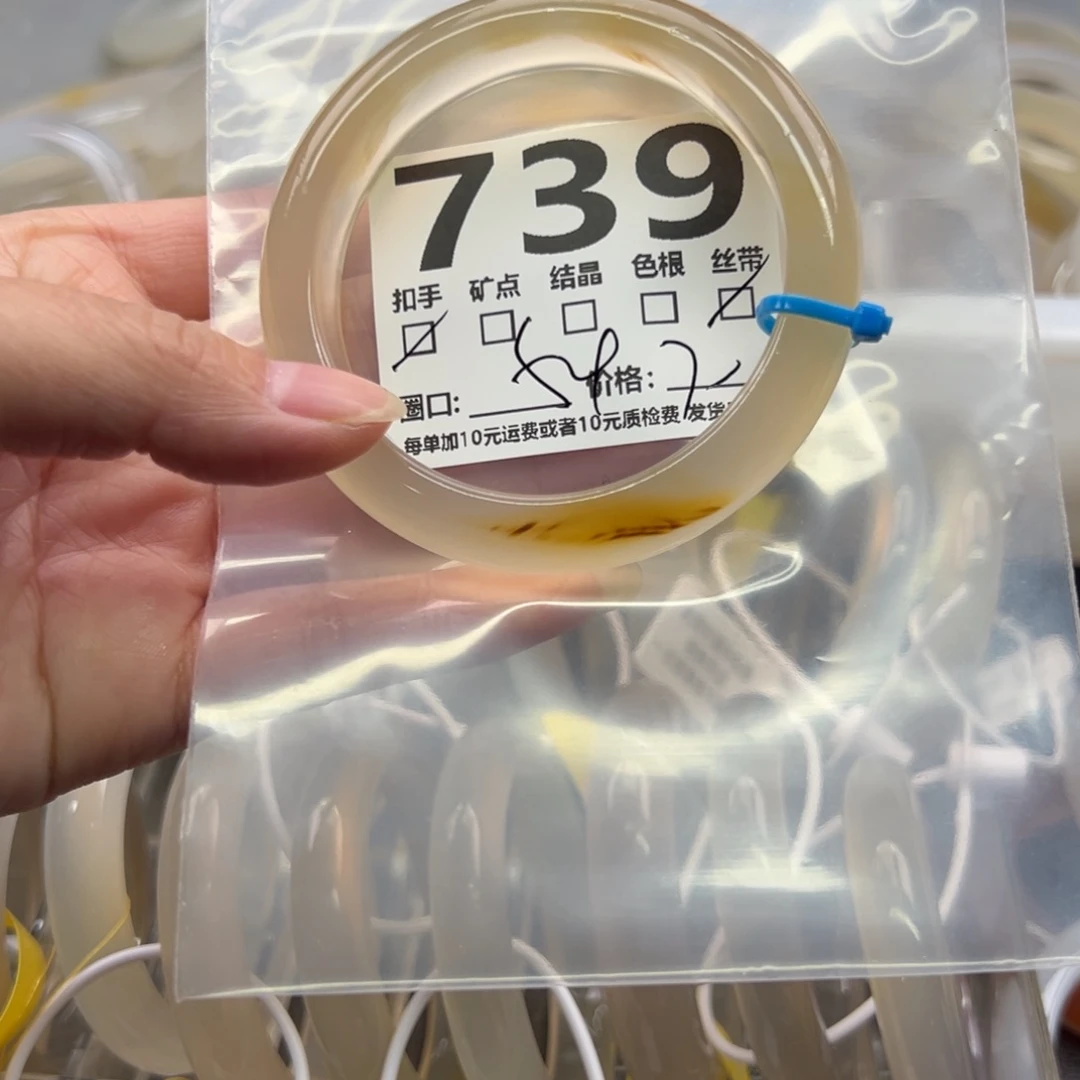 739
扣手 矿点 结晶 色根 丝带
圈口: 价格:
每单加10元运费或者10元质检费 发货